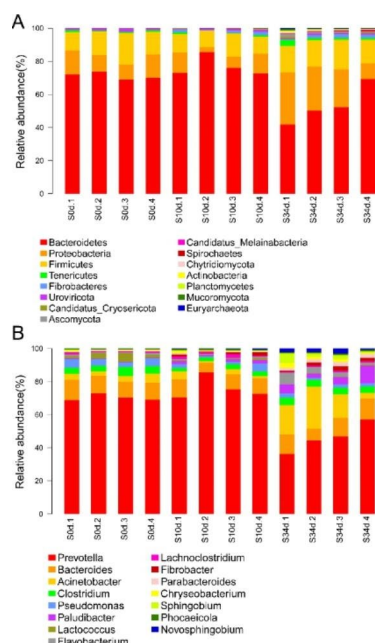 A
Relative abundance(%)
100
80
60
40
20
0
S0d.1 S0d.2 S0d.3 S0d.4 S10d.1 S10d.2 S10d.3 S10d.4 S34d.1 S34d.2 S34d.3 S34d.4
Bacteroidetes Candidatus_Melainabacteria
Proteobacteria Spirochaetes
Firmicutes Chytridiomycota
Tenericutes Actinobacteria
Fibrobacteres Planctomycetes
Uroviricota Mucoromycota
Candidatus_Cryosericota Euryarchaeota
Ascomycota
B
Relative abundance(%)
100
80
60
40
20
0
S0d.1 S0d.2 S0d.3 S0d.4 S10d.1 S10d.2 S10d.3 S10d.4 S34d.1 S34d.2 S34d.3 S34d.4
Prevotella Lachnoclostridium
Bacteroides Fibrobacter
Acinetobacter Parabacteroides
Clostridium Chryseobacterium
Pseudomonas Sphingobium
Paludibacter Phocaeicola
Lactococcus Novosphingobium